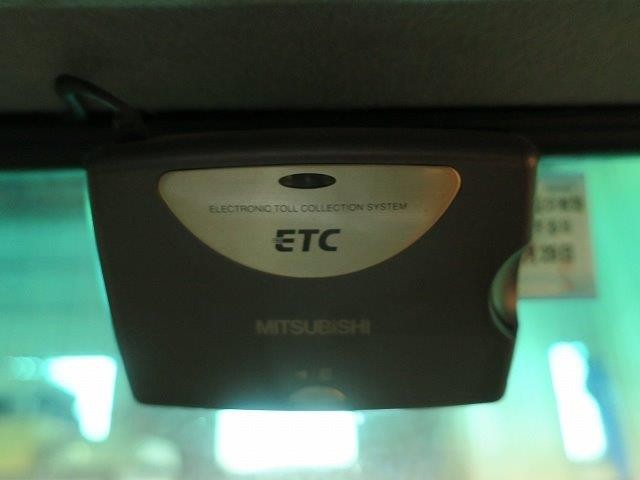 ELECTRONIC TOLL COLLECTION SYSTEM
ETC
MITSUBISHI